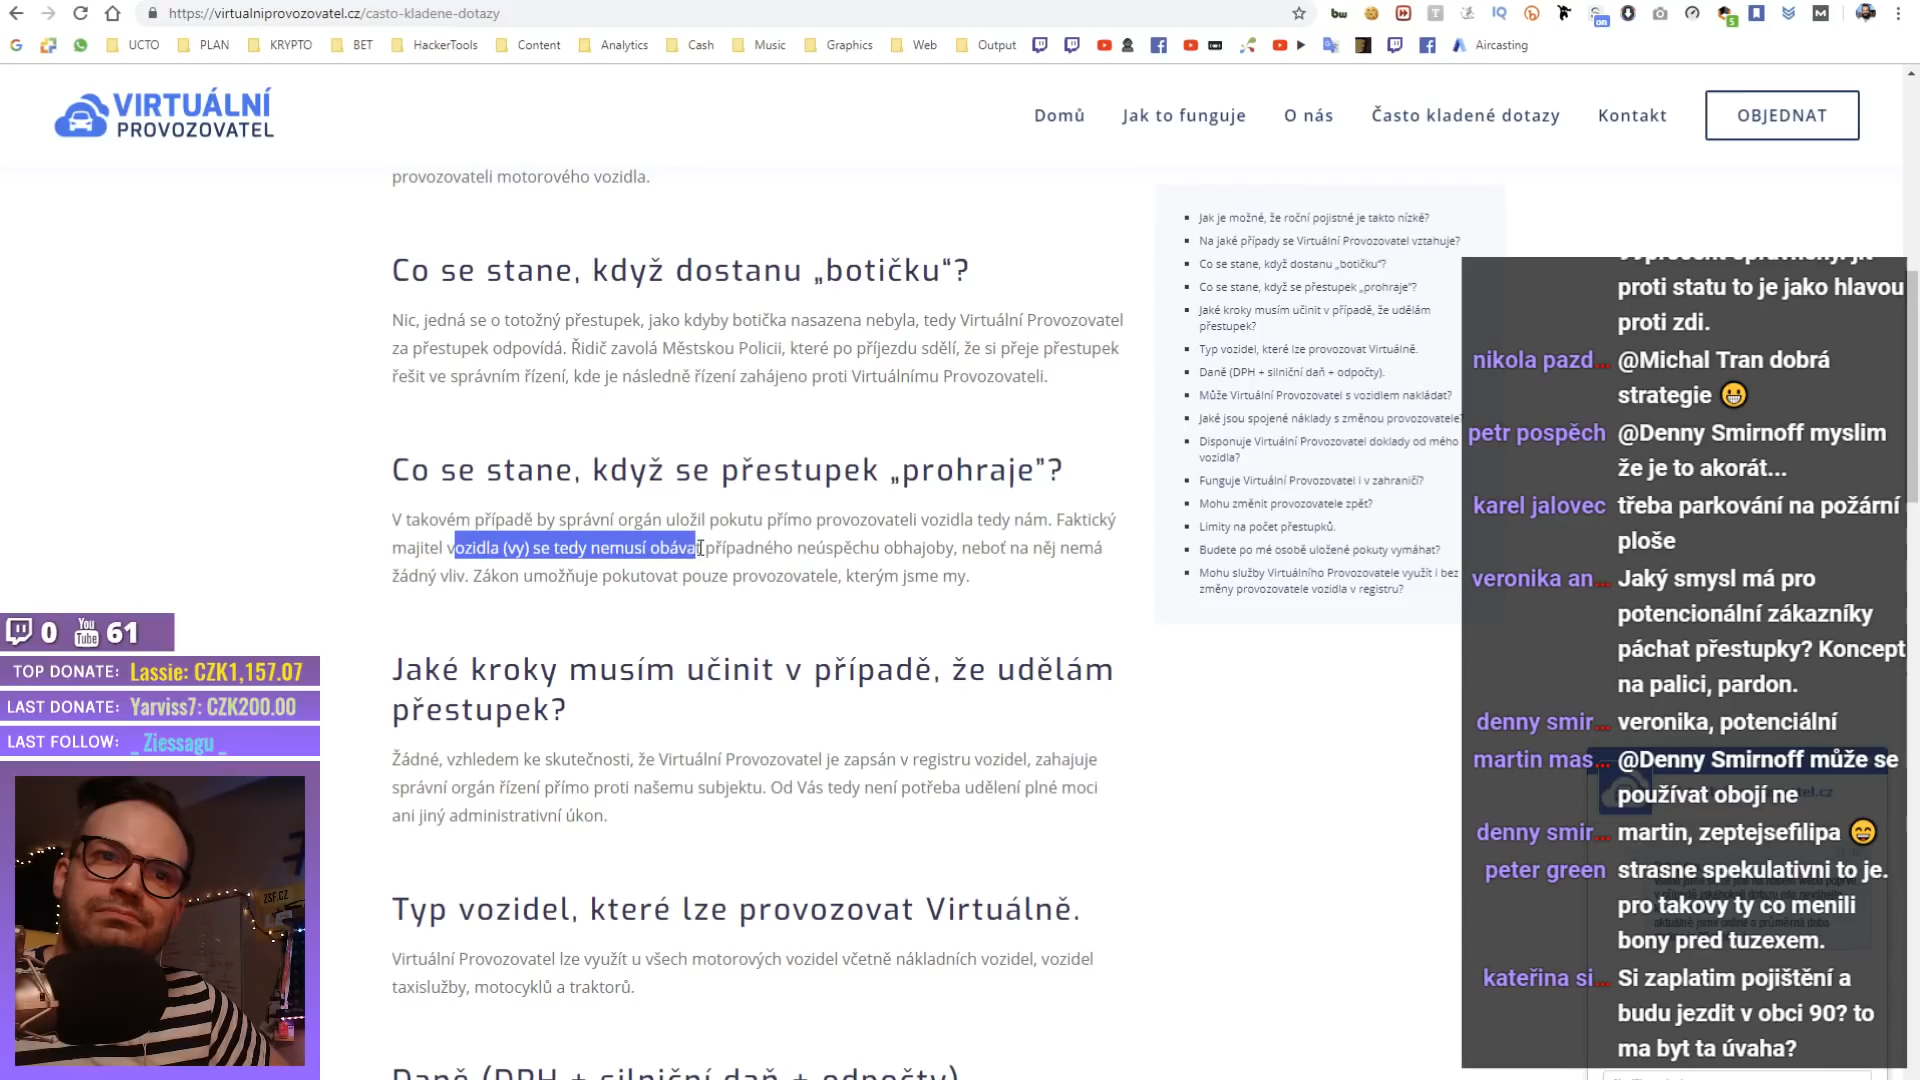 https://virtualniprovozovatel.cz/casto-kladene-dotazy
UCTO
PLAN
KRYPTO
BET
HackerTools
Content
Analytics
Cash
Music
Graphics
Web
Output
Aircasting
VIRTUÁLNÍ
PROVOZOVATEL
Domů
Jak to funguje
O nás
Často kladené dotazy
Kontakt
OBJEDNAT
provozovateli motorového vozidla.
Co se stane, když dostanu „botičku“?
Nic, jedná se o totožný přestupek, jako kdyby botička nasazena nebyla, tedy Virtuální Provozovatel
za přestupek odpovídá. Řidič zavolá Městskou Policii, které po příjezdu sdělí, že si přeje přestupek
řešit ve správním řízení, kde je následně řízení zahájeno proti Virtuálnímu Provozovateli.
Co se stane, když se přestupek „prohraje”?
V takovém případě by správní orgán uložil pokutu přímo provozovateli vozidla tedy nám. Faktický
majitel vozidla (vy) se tedy nemusí obávat případného neúspěchu obhajoby, neboť na něj nemá
žádný vliv. Zákon umožňuje pokutovat pouze provozovatele, kterým jsme my.
Jaké kroky musím učinit v případě, že udělám
přestupek?
Žádné, vzhledem ke skutečnosti, že Virtuální Provozovatel je zapsán v registru vozidel, zahajuje
správní orgán řízení přímo proti našemu subjektu. Od Vás tedy není potřeba udělení plné moci
ani jiný administrativní úkon.
Typ vozidel, které lze provozovat Virtuálně.
Virtuální Provozovatel lze využít u všech motorových vozidel včetně nákladních vozidel, vozidel
taxislužby, motocyklů a traktorů.
Daně (DPH + silniční daň + odpočty)
Jak je možné, že roční pojistné je takto nízké?
Na jaké případy se Virtuální Provozovatel vztahuje?
Co se stane, když dostanu „botičku“?
Co se stane, když se přestupek „prohraje“?
Jaké kroky musím učinit v případě, že udělám
přestupek?
Typ vozidel, které lze provozovat Virtuálně.
Daně (DPH + silniční daň + odpočty).
Může Virtuální Provozovatel s vozidlem nakládat?
Jaké jsou spojené náklady s změnou provozovatele?
Disponuje Virtuální Provozovatel doklady od mého
vozidla?
Funguje Virtuální Provozovatel i v zahraničí?
Mohu změnit provozovatele zpět?
Limity na počet přestupků.
Budete po mé osobě uložené pokuty vymáhat?
Mohu služby Virtuálního Provozovatele využít i bez
změny provozovatele vozidla v registru?
proti statu to je jako hlavou
proti zdi.
nikola pazd... @Michal Tran dobrá
strategie 😀
petr pospěch @Denny Smirnoff myslim
že je to akorát...
karel jalovec třeba parkování na požární
ploše
veronika an... Jaký smysl má pro
potencionální zákazníky
páchat přestupky? Koncept
na palici, pardon.
denny smir... veronika, potenciální
martin mas... @Denny Smirnoff může se
používat obojí ne
denny smir... martin, zeptejsefilipa 😄
peter green strasne spekulativni to je.
pro takovy ty co menili
bony pred tuzexem.
kateřina si... Si zaplatim pojištění a
budu jezdit v obci 90? to
ma byt ta úvaha?
0 You Tube 61
TOP DONATE: Lassie: CZK1,157.07
LAST DONATE: Yarviss7: CZK200.00
LAST FOLLOW: _ Ziessagu _
ZSF.CZ